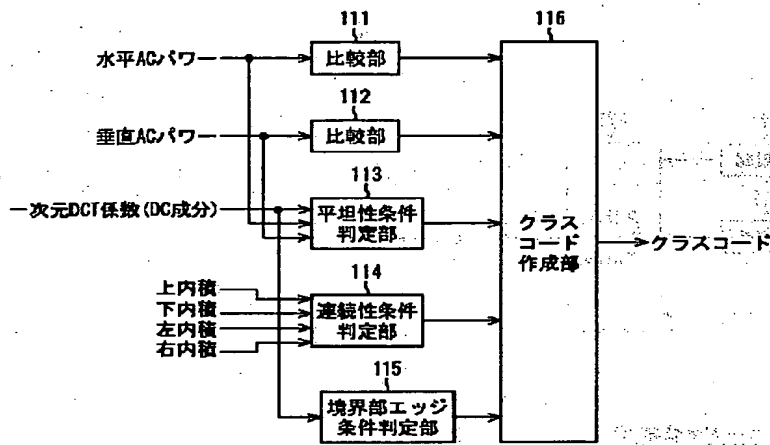 111
116
水平ACパワー
比較部
112
垂直ACパワー
比較部
113
一次元DCT係数(DC成分)
平坦性条件
判定部
クラス
コード
作成部
クラスコード
114
上内積
下内積
左内積
右内積
連続性条件
判定部
115
境界部エッジ
条件判定部